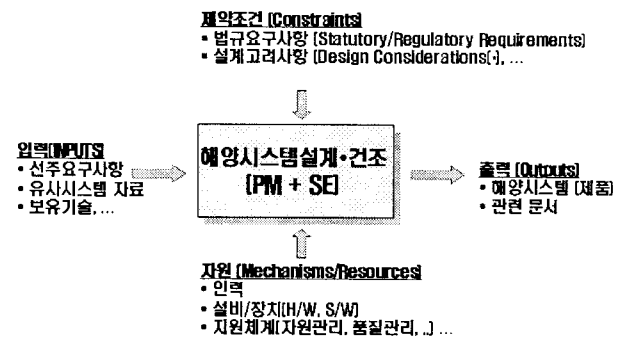 제약조건 (Constraints)
• 법규요구사항 (Statutory/Regulatory Requirements)
• 설계고려사항 (Design Considerations(·), ...
입력(INPUTS)
• 선주요구사항
• 유사시스템 자료
• 보유기술, ...
해양시스템설계•건조
(PM + SE)
출력 (Outputs)
• 해양시스템 (제품)
• 관련 문서
자원 (Mechanisms/Resources)
• 인력
• 설비/장치(H/W, S/W)
• 지원체계(자원관리, 품질관리, ..) ...